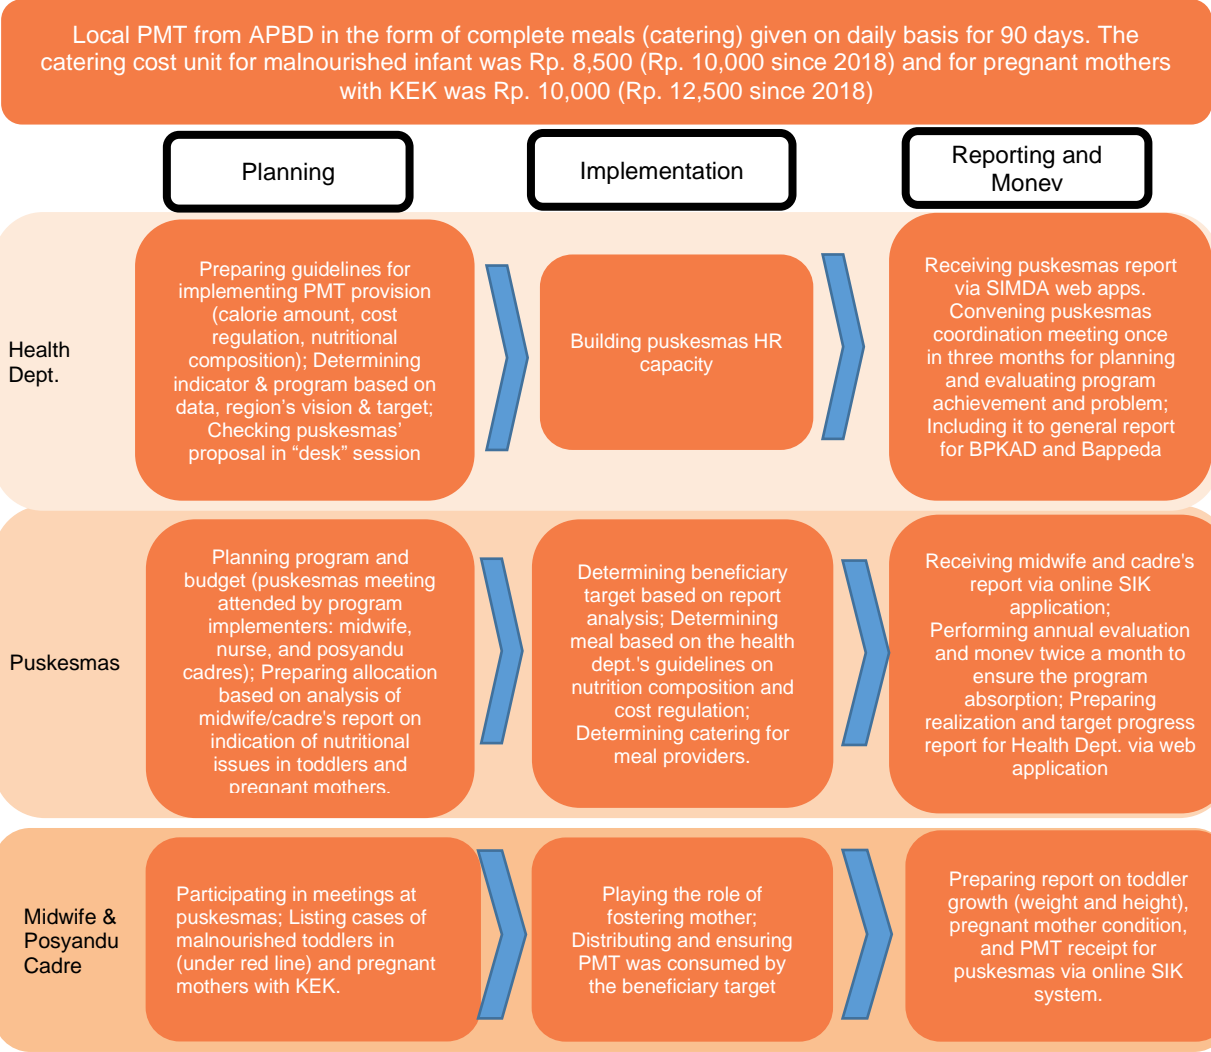 Local PMT from APBD in the form of complete meals (catering) given on daily basis for 90 days. The
catering cost unit for malnourished infant was Rp. 8,500 (Rp. 10,000 since 2018) and for pregnant mothers
with KEK was Rp. 10,000 (Rp. 12,500 since 2018)
Planning
Implementation
Reporting and
Monev
Health
Dept.
Preparing guidelines for
implementing PMT provision
(calorie amount, cost
regulation, nutritional
composition); Determining
indicator & program based on
data, region’s vision & target;
Checking puskesmas’
proposal in “desk” session
Building puskesmas HR
capacity
Receiving puskesmas report
via SIMDA web apps.
Convening puskesmas
coordination meeting once
in three months for planning
and evaluating program
achievement and problem;
Including it to general report
for BPKAD and Bappeda
Puskesmas
Planning program and
budget (puskesmas meeting
attended by program
implementers: midwife,
nurse, and posyandu
cadres); Preparing allocation
based on analysis of
midwife/cadre's report on
indication of nutritional
issues in toddlers and
pregnant mothers.
Determining beneficiary
target based on report
analysis; Determining
meal based on the health
dept.'s guidelines on
nutrition composition and
cost regulation;
Determining catering for
meal providers.
Receiving midwife and cadre's
report via online SIK
application;
Performing annual evaluation
and monev twice a month to
ensure the program
absorption; Preparing
realization and target progress
report for Health Dept. via web
application
Midwife &
Posyandu
Cadre
Participating in meetings at
puskesmas; Listing cases of
malnourished toddlers in
(under red line) and pregnant
mothers with KEK.
Playing the role of
fostering mother;
Distributing and ensuring
PMT was consumed by
the beneficiary target
Preparing report on toddler
growth (weight and height),
pregnant mother condition,
and PMT receipt for
puskesmas via online SIK
system.